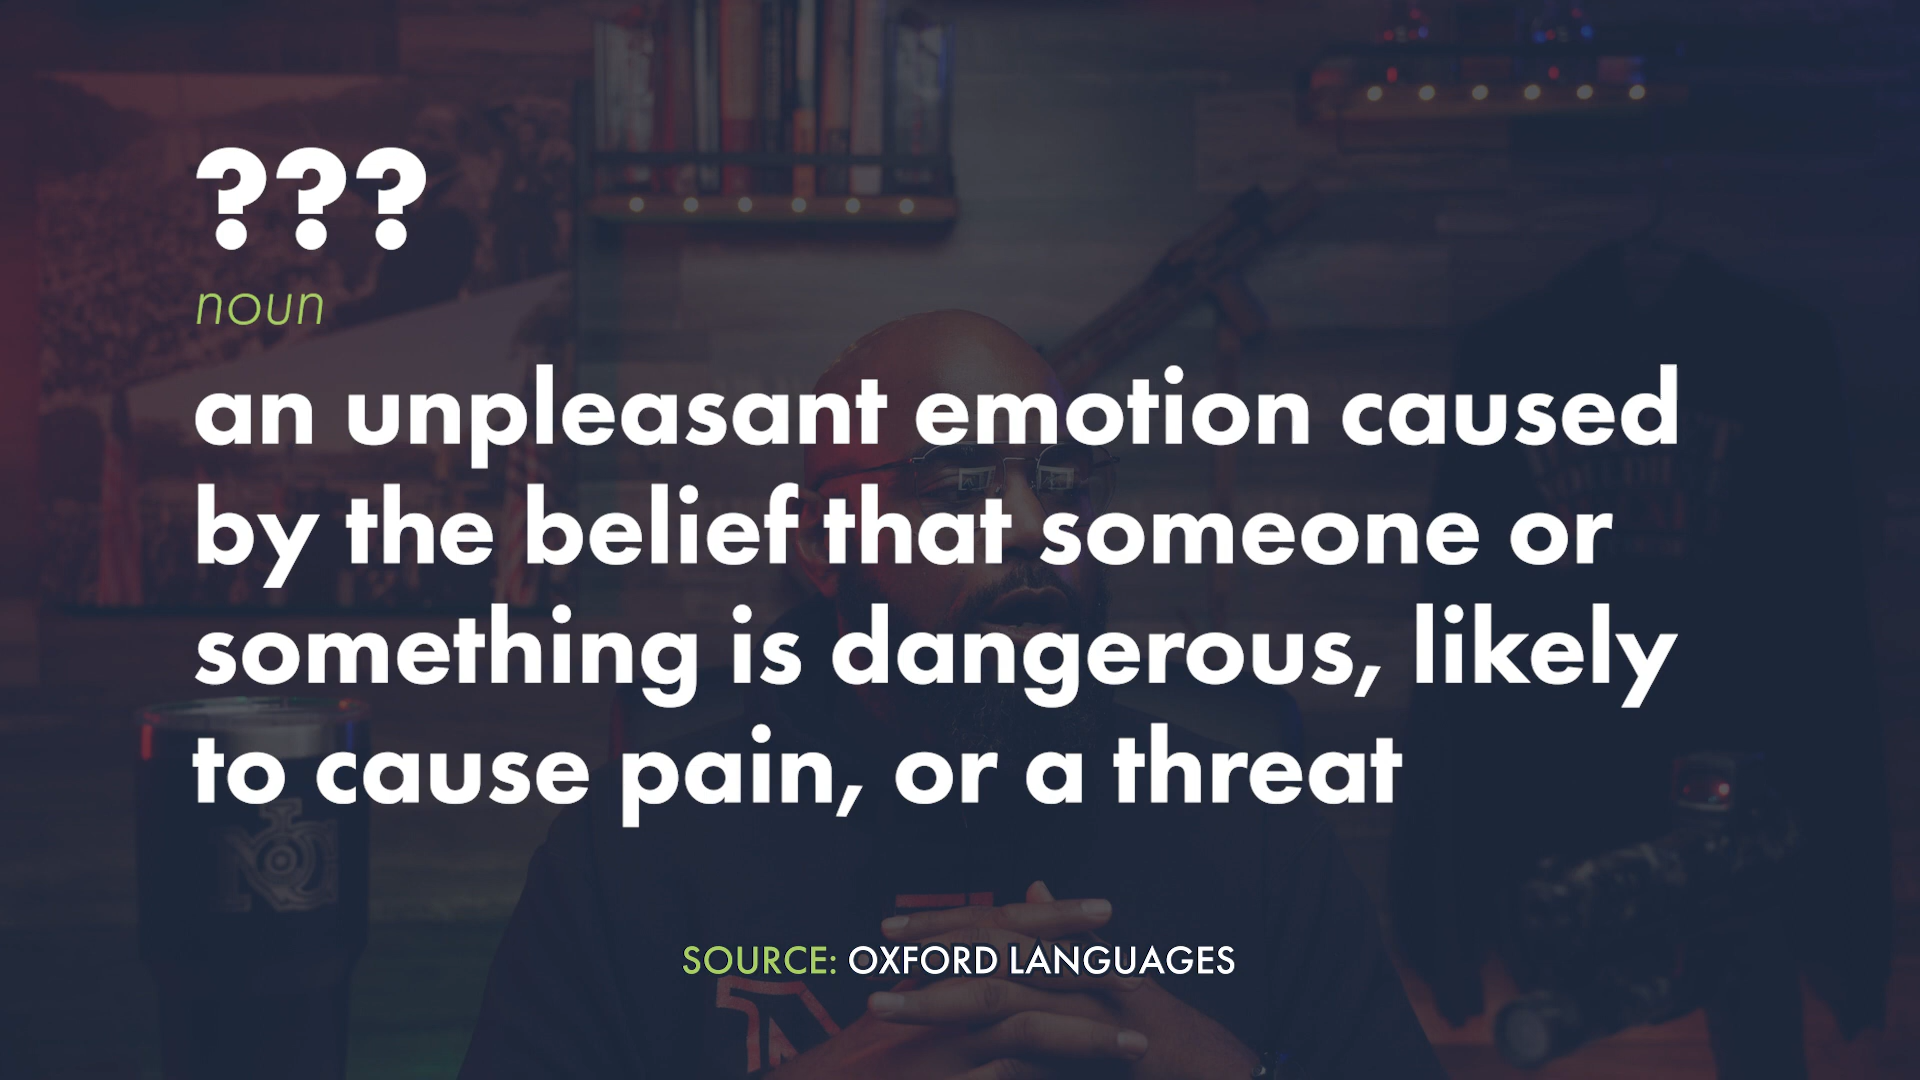 ???
noun
an unpleasant emotion caused
by the belief that someone or
something is dangerous, likely
to cause pain, or a threat
SOURCE: OXFORD LANGUAGES